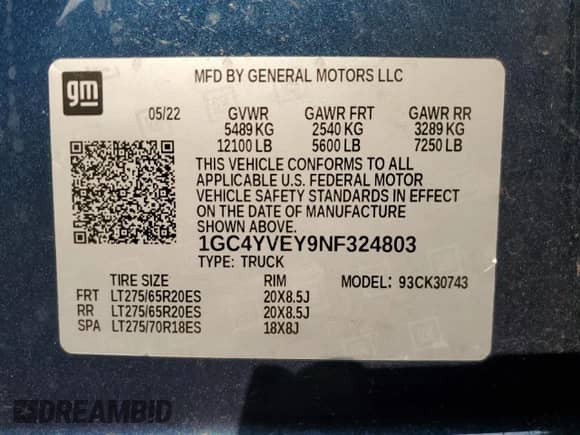 gm
MFD BY GENERAL MOTORS LLC
05/22 GVWR GAWR FRT GAWR RR
5489 KG 2540 KG 3289 KG
12100 LB 5600 LB 7250 LB
THIS VEHICLE CONFORMS TO ALL
APPLICABLE U.S. FEDERAL MOTOR
VEHICLE SAFETY STANDARDS IN EFFECT
ON THE DATE OF MANUFACTURE
SHOWN ABOVE.
1GC4YVEY9NF324803
TYPE: TRUCK
TIRE SIZE RIM MODEL: 93CK30743
FRT LT275/65R20ES 20X8.5J
RR LT275/65R20ES 20X8.5J
SPA LT275/70R18ES 18X8J
DREAMBID